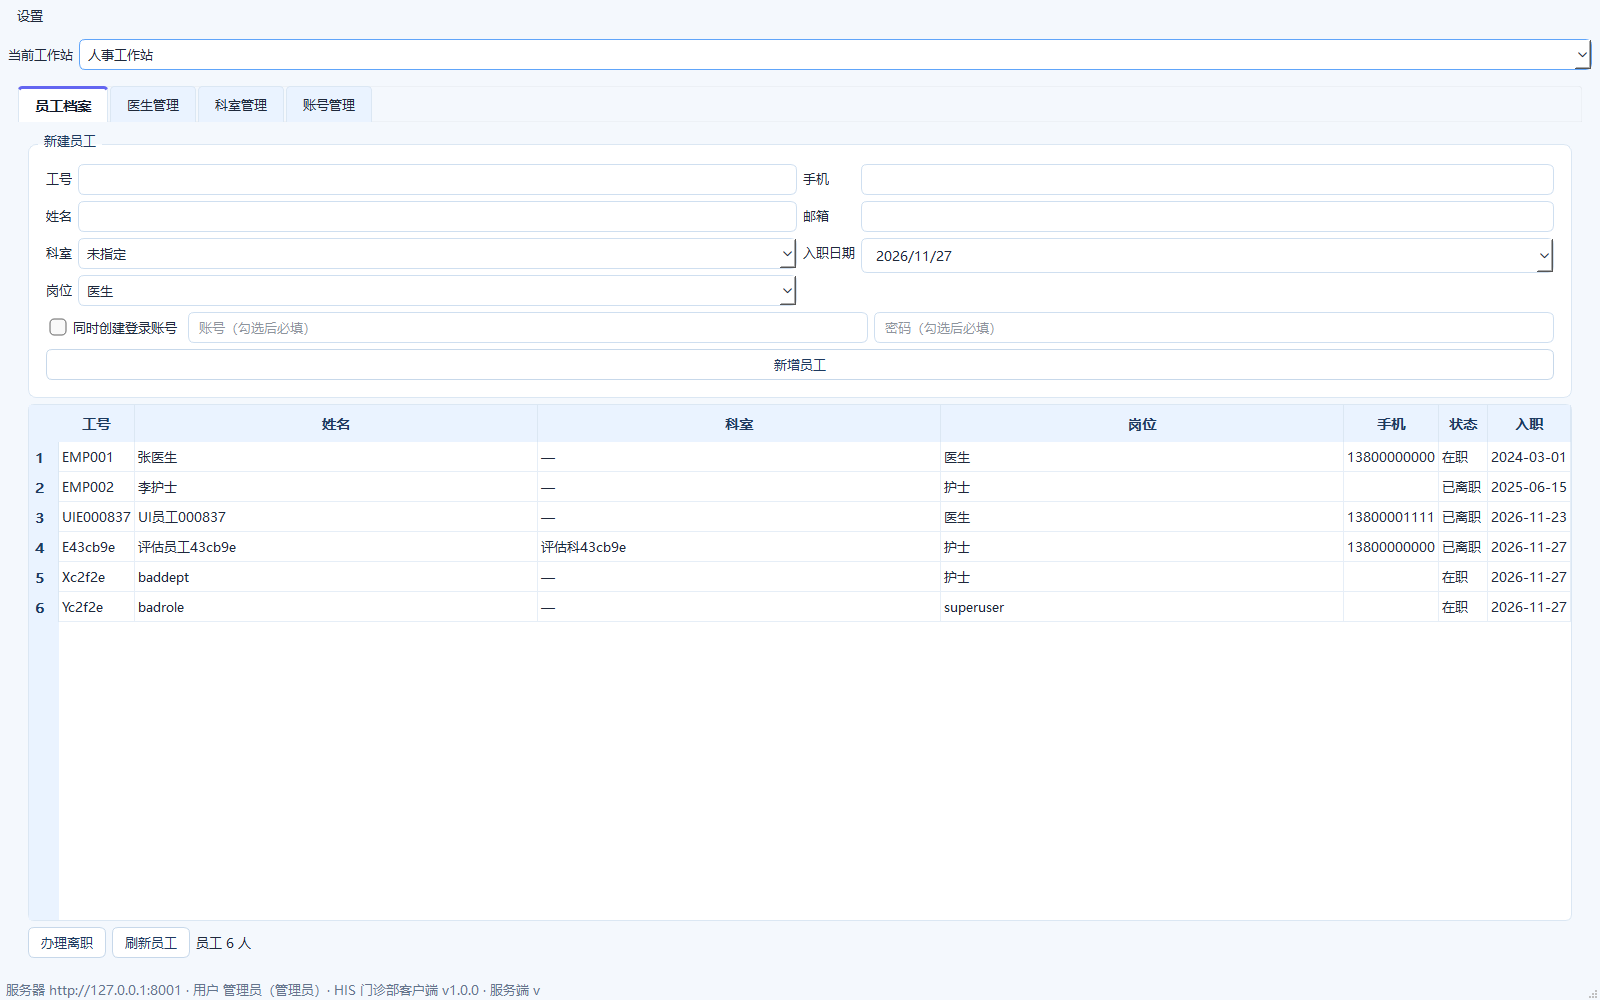 设置
当前工作站 人事工作站
员工档案 医生管理 科室管理 账号管理
新建员工
工号 手机
姓名 邮箱
科室 未指定 入职日期 2026/11/27
岗位 医生
同时创建登录账号 账号（勾选后必填） 密码（勾选后必填）
新增员工
工号 姓名 科室 岗位 手机 状态 入职
1 EMP001 张医生 — 医生 13800000000 在职 2024-03-01
2 EMP002 李护士 — 护士 已离职 2025-06-15
3 UIE000837 UI员工000837 — 医生 13800001111 已离职 2026-11-23
4 E43cb9e 评估员工43cb9e 评估科43cb9e 护士 13800000000 已离职 2026-11-27
5 Xc2f2e baddept — 护士 在职 2026-11-27
6 Yc2f2e badrole — superuser 在职 2026-11-27
办理离职 刷新员工 员工 6 人
服务器 http://127.0.0.1:8001 · 用户 管理员（管理员） · HIS 门诊部客户端 v1.0.0 · 服务端 v